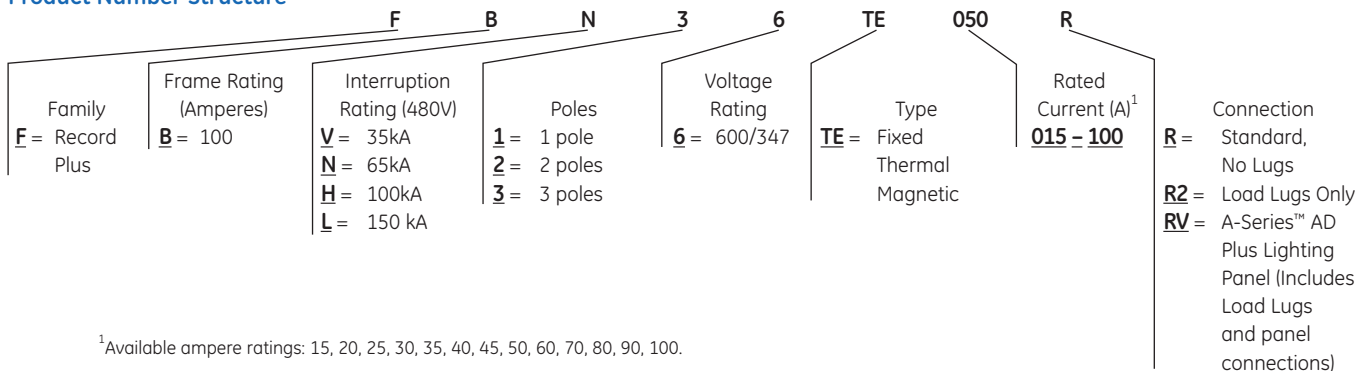 Product Number Structure
F B N 3 6 TE 050 R
Family
F = Record
Plus
Frame Rating
(Amperes)
B = 100
Interruption
Rating (480V)
V = 35kA
N = 65kA
H = 100kA
L = 150 kA
Poles
1 = 1 pole
2 = 2 poles
3 = 3 poles
Voltage
Rating
6 = 600/347
Type
TE = Fixed
Thermal
Magnetic
Rated
Current (A)1
015 – 100
Connection
R = Standard,
No Lugs
R2 = Load Lugs Only
RV = A-Series™ AD
Plus Lighting
Panel (Includes
Load Lugs
and panel
connections)
1Available ampere ratings: 15, 20, 25, 30, 35, 40, 45, 50, 60, 70, 80, 90, 100.